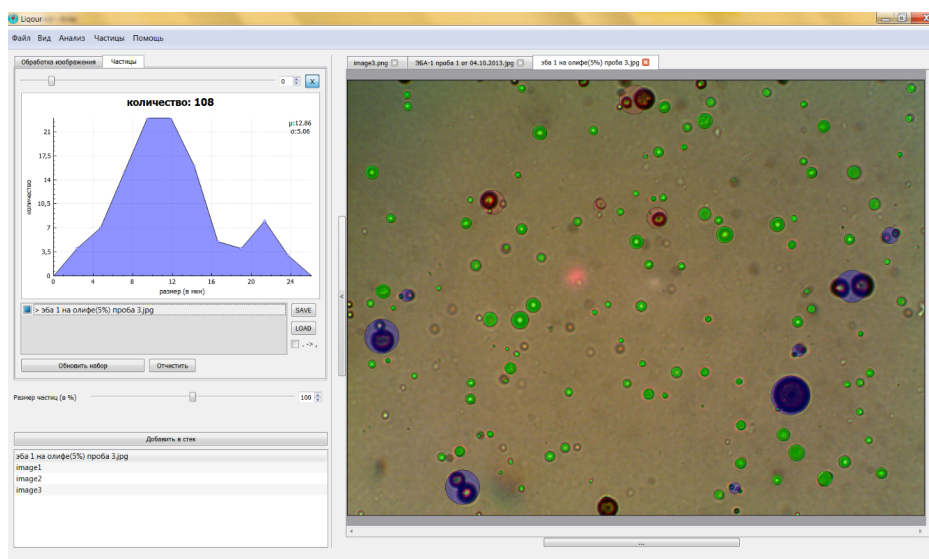 Liqour
Файл Вид Анализ Частицы Помощь
Обработка изображения Частицы
0 X
количество: 108
μ:12.86
σ:5.06
количество
21
17,5
14
10,5
7
3,5
0
0 4 8 12 16 20 24
размер (в мкм)
> эба 1 на олифе(5%) проба 3.jpg
SAVE
LOAD
. -> ,
Обновить набор Отчистить
Размер частиц (в %) 100
Добавить в стек
эба 1 на олифе(5%) проба 3.jpg
image1
image2
image3
image3.png ЭБА-1 проба 1 от 04.10.2013.jpg эба 1 на олифе(5%) проба 3.jpg
<
...